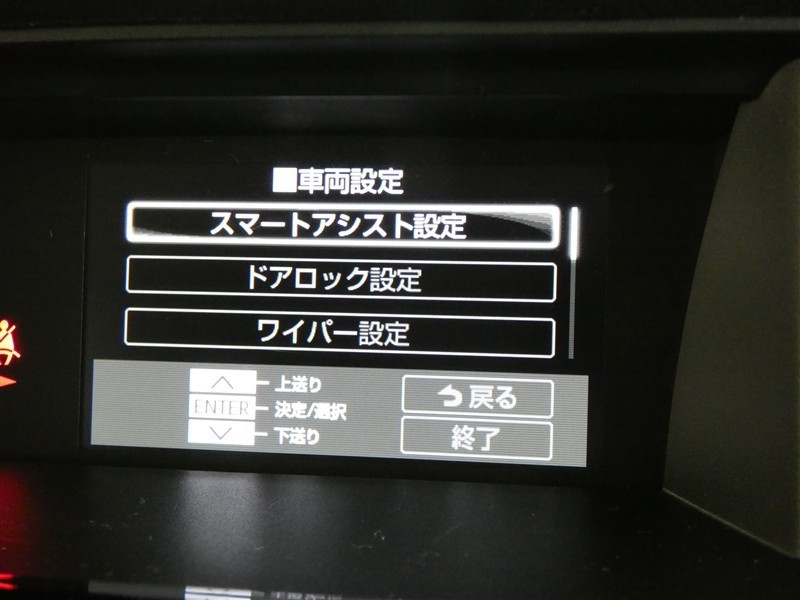 ■車両設定
スマートアシスト設定
ドアロック設定
ワイパー設定
上送り
ENTER 決定/選択
下送り
戻る
終了